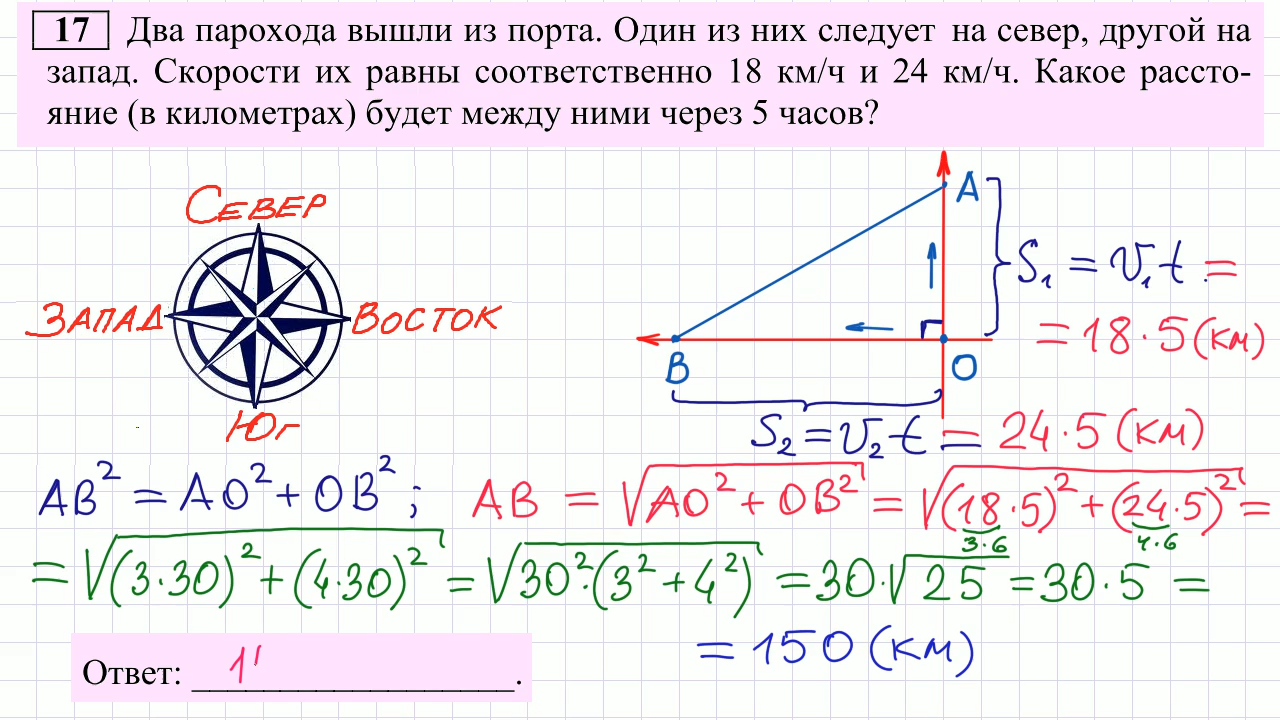 17 Два парохода вышли из порта. Один из них следует на север, другой на
запад. Скорости их равны соответственно 18 км/ч и 24 км/ч. Какое рассто-
яние (в километрах) будет между ними через 5 часов?
СЕВЕР
ЗАПАД ВОСТОК
ЮГ
A
S₁ = v₁t =
= 18·5 (км)
B O
S₂ = v₂t = 24·5 (км)
AB² = AO² + OB² ; AB = √(AO² + OB²) = √((18·5)² + (24·5)²) =
3·6 4·6
= √((3·30)² + (4·30)²) = √(30²·(3² + 4²)) = 30·√25 = 30·5 =
= 150 (км)
Ответ: 1